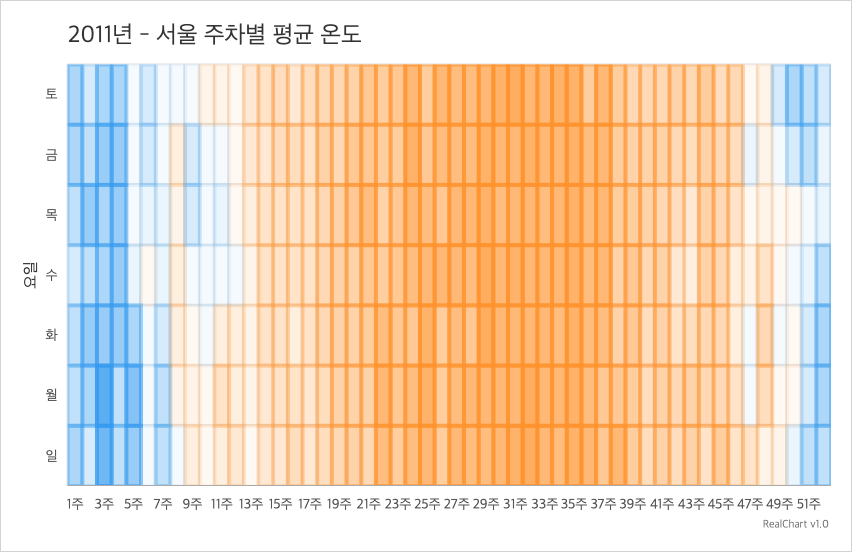 2011년 - 서울 주차별 평균 온도
요일
토
금
목
수
화
월
일
1주 3주 5주 7주 9주 11주 13주 15주 17주 19주 21주 23주 25주 27주 29주 31주 33주 35주 37주 39주 41주 43주 45주 47주 49주 51주
RealChart v1.0